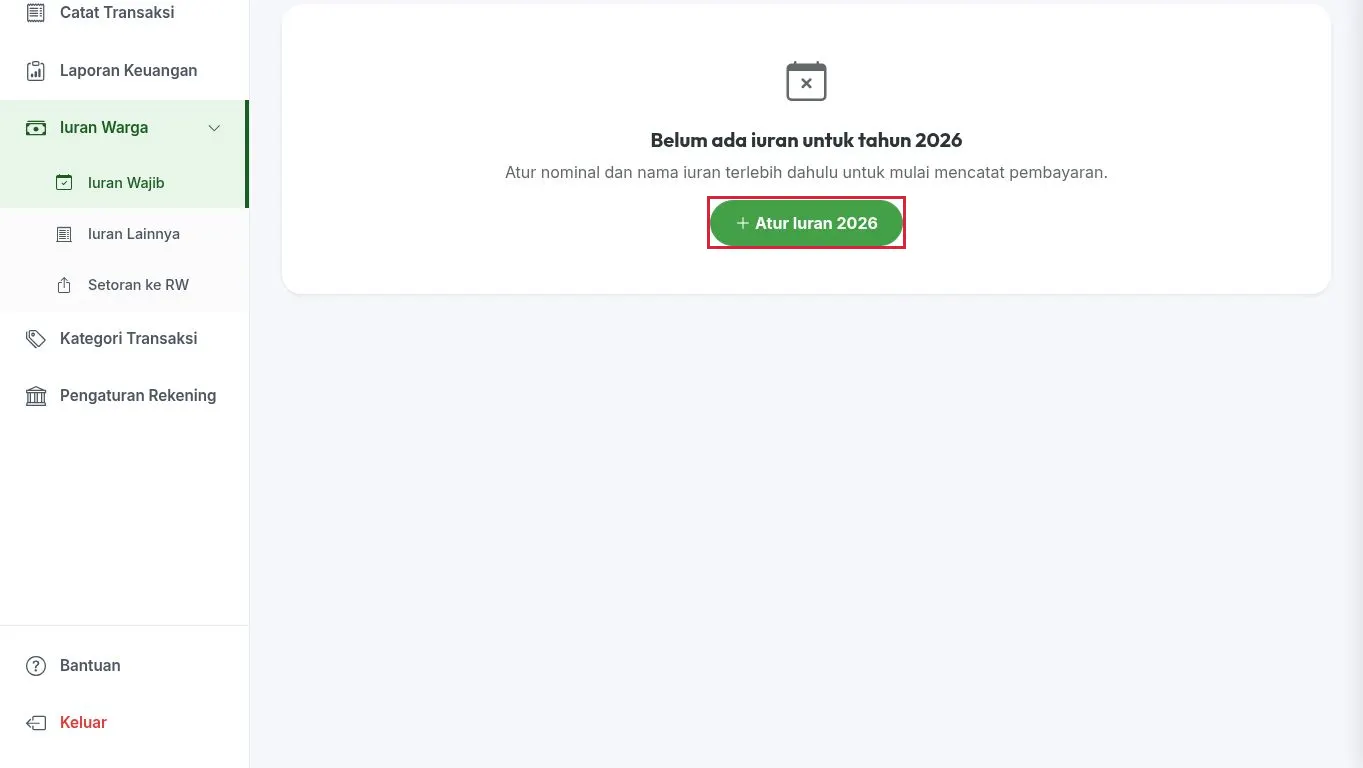 Catat Transaksi
Laporan Keuangan
Iuran Warga
Iuran Wajib
Iuran Lainnya
Setoran ke RW
Kategori Transaksi
Pengaturan Rekening
Bantuan
Keluar
Belum ada iuran untuk tahun 2026
Atur nominal dan nama iuran terlebih dahulu untuk mulai mencatat pembayaran.
+ Atur Iuran 2026